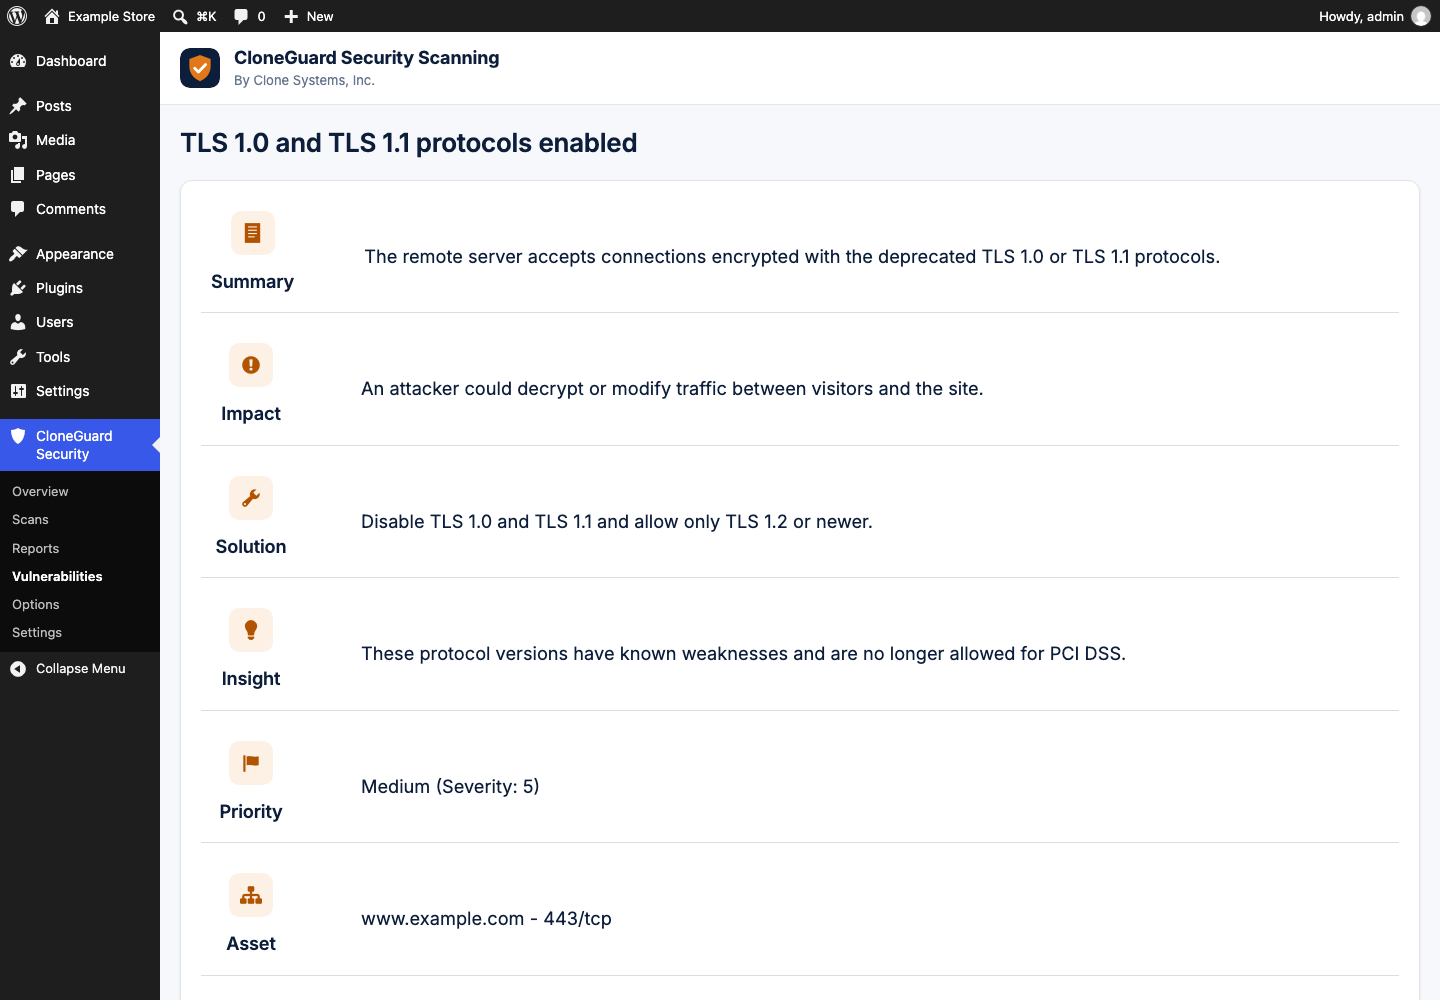 Example Store
⌘K
0
New
Howdy, admin
Dashboard
Posts
Media
Pages
Comments
Appearance
Plugins
Users
Tools
Settings
CloneGuard
Security
Overview
Scans
Reports
Vulnerabilities
Options
Settings
Collapse Menu
CloneGuard Security Scanning
By Clone Systems, Inc.
TLS 1.0 and TLS 1.1 protocols enabled
Summary
The remote server accepts connections encrypted with the deprecated TLS 1.0 or TLS 1.1 protocols.
Impact
An attacker could decrypt or modify traffic between visitors and the site.
Solution
Disable TLS 1.0 and TLS 1.1 and allow only TLS 1.2 or newer.
Insight
These protocol versions have known weaknesses and are no longer allowed for PCI DSS.
Priority
Medium (Severity: 5)
Asset
www.example.com - 443/tcp